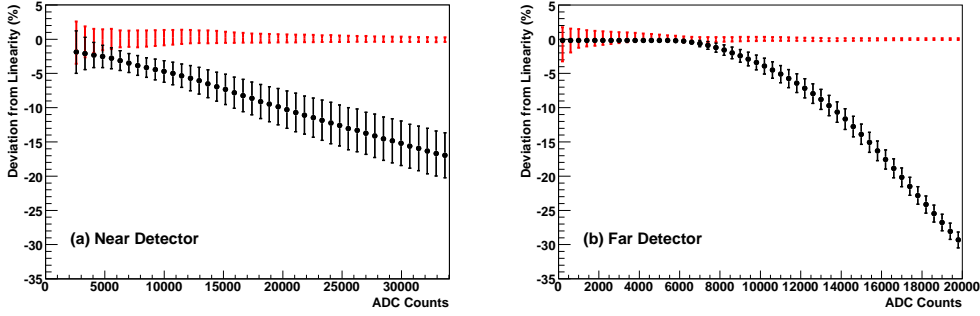 Deviation from Linearity (%)
5
0
-5
-10
-15
-20
-25
-30
-35
(a) Near Detector
0 5000 10000 15000 20000 25000 30000
ADC Counts
Deviation from Linearity (%)
5
0
-5
-10
-15
-20
-25
-30
-35
(b) Far Detector
0 2000 4000 6000 8000 10000 12000 14000 16000 18000 20000
ADC Counts